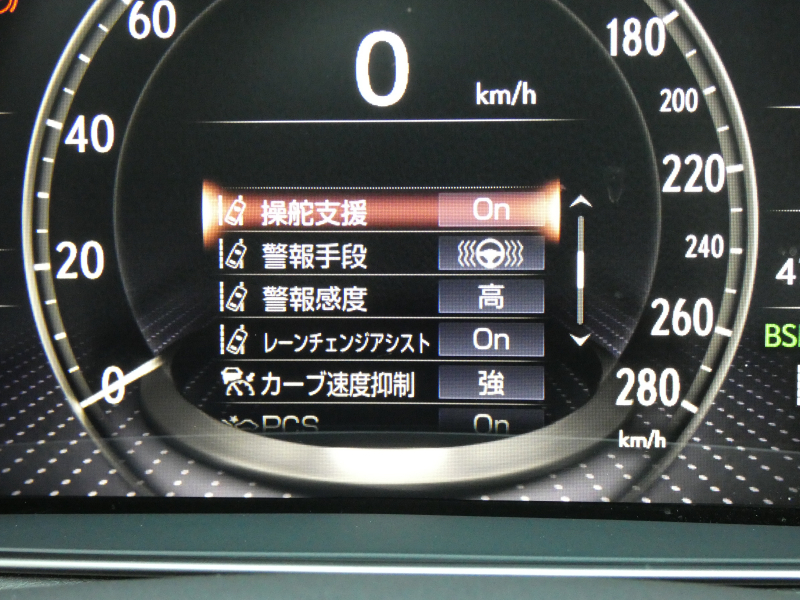 60
0
km/h
180
200
40
220
操舵支援 On
警報手段
20
240
警報感度 高
レーンチェンジアシスト On
260
カーブ速度抑制 強
0
280
PCS On
km/h